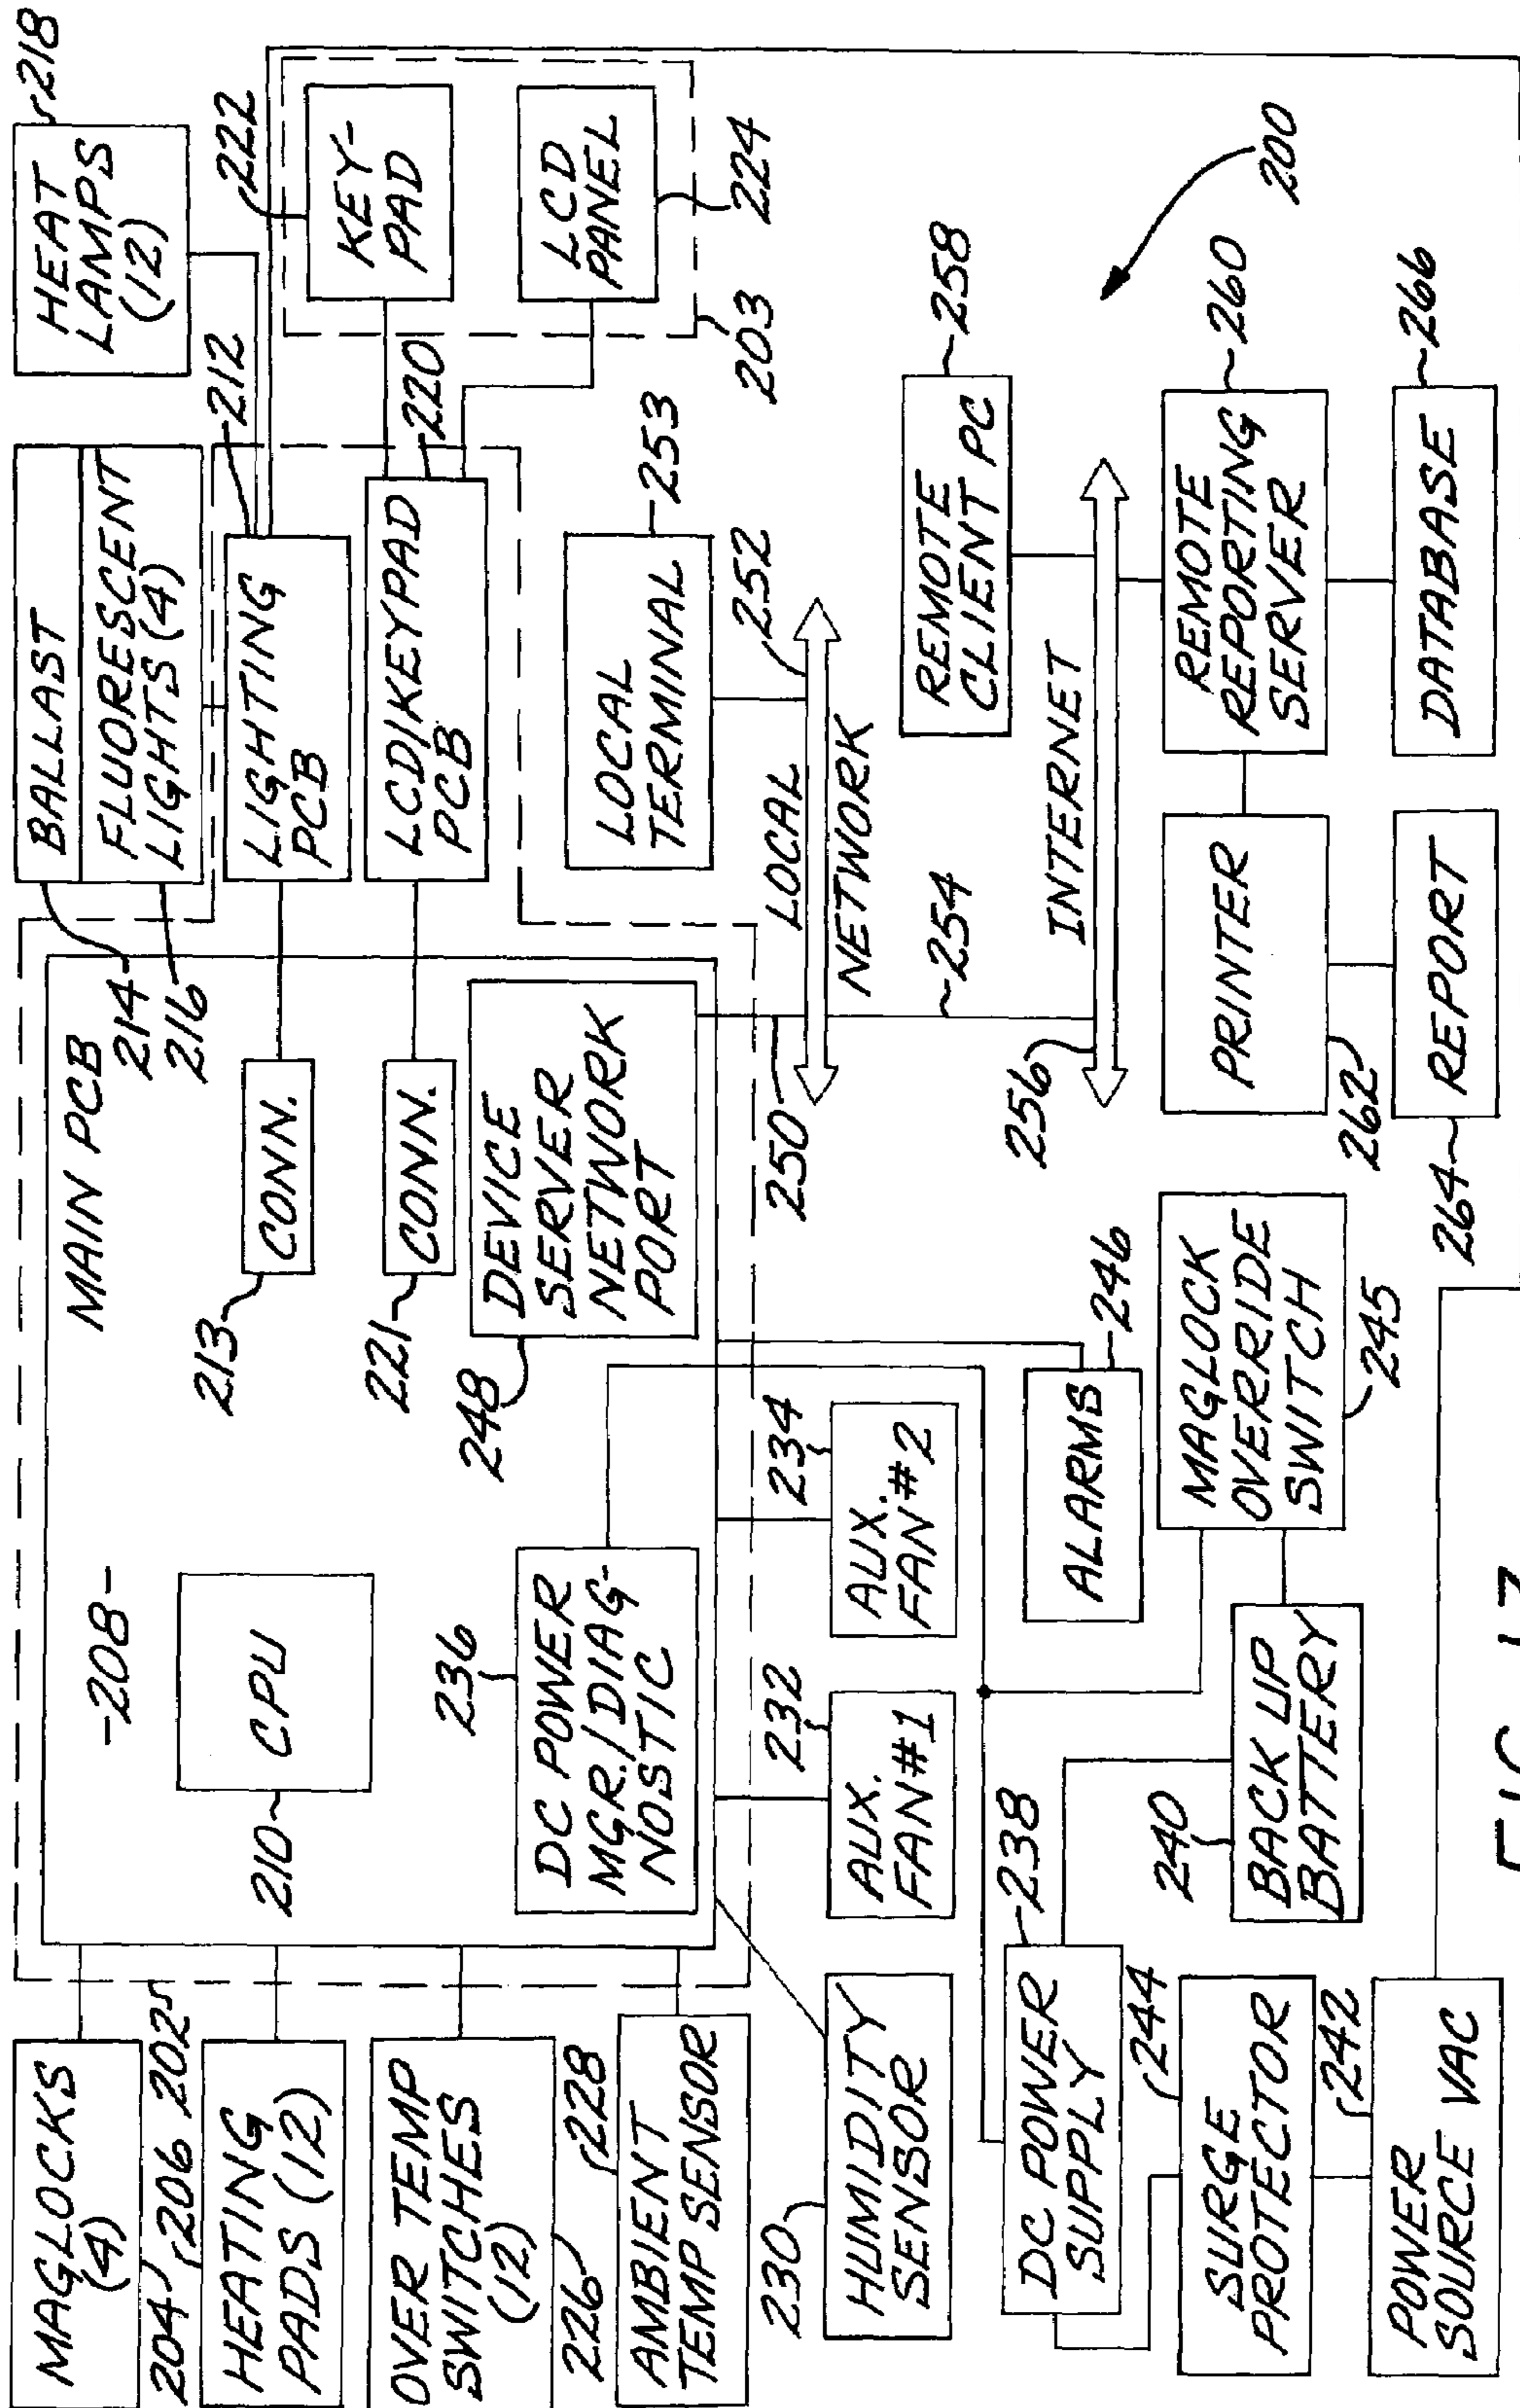 MAGLOCKS
(4)
204
206
202
HEATING
PADS (12)
OVER TEMP
SWITCHES
(12)
226
228
AMBIENT
TEMP SENSOR
230
HUMIDITY
SENSOR
-208-
MAIN PCB
210
CPU
236
DC POWER
MGR./DIAG-
NOSTIC
213
CONN.
221
CONN.
248
DEVICE
SERVER
NETWORK
PORT
214
216
BALLAST
FLUORESCENT
LIGHTS (4)
212
LIGHTING
PCB
220
LCD/KEYPAD
PCB
HEAT
LAMPS
(12)
218
222
KEY-
PAD
LCD
PANEL
224
203
232
AUX.
FAN #1
234
AUX.
FAN #2
238
DC POWER
SUPPLY
244
SURGE
PROTECTOR
242
POWER
SOURCE VAC
240
BACK UP
BATTERY
ALARMS
246
MAGLOCK
OVERRIDE
SWITCH
245
LOCAL
TERMINAL
253
250
252
LOCAL
NETWORK
254
256
INTERNET
REMOTE
CLIENT PC
258
200
PRINTER
262
REMOTE
REPORTING
SERVER
260
264
REPORT
DATABASE
266